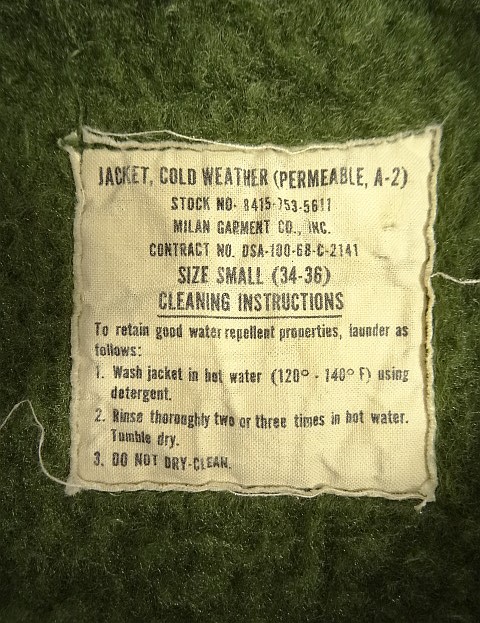 JACKET, COLD WEATHER (PERMEABLE, A-2)
STOCK NO. 8415-753-5611
MILAN GARMENT CO., INC.
CONTRACT NO. DSA-100-68-C-2141
SIZE SMALL (34-36)
CLEANING INSTRUCTIONS
To retain good water repellent properties, launder as
follows:
1. Wash jacket in hot water (120° - 140° F) using
detergent.
2. Rinse thoroughly two or three times in hot water.
Tumble dry.
3. DO NOT DRY-CLEAN.